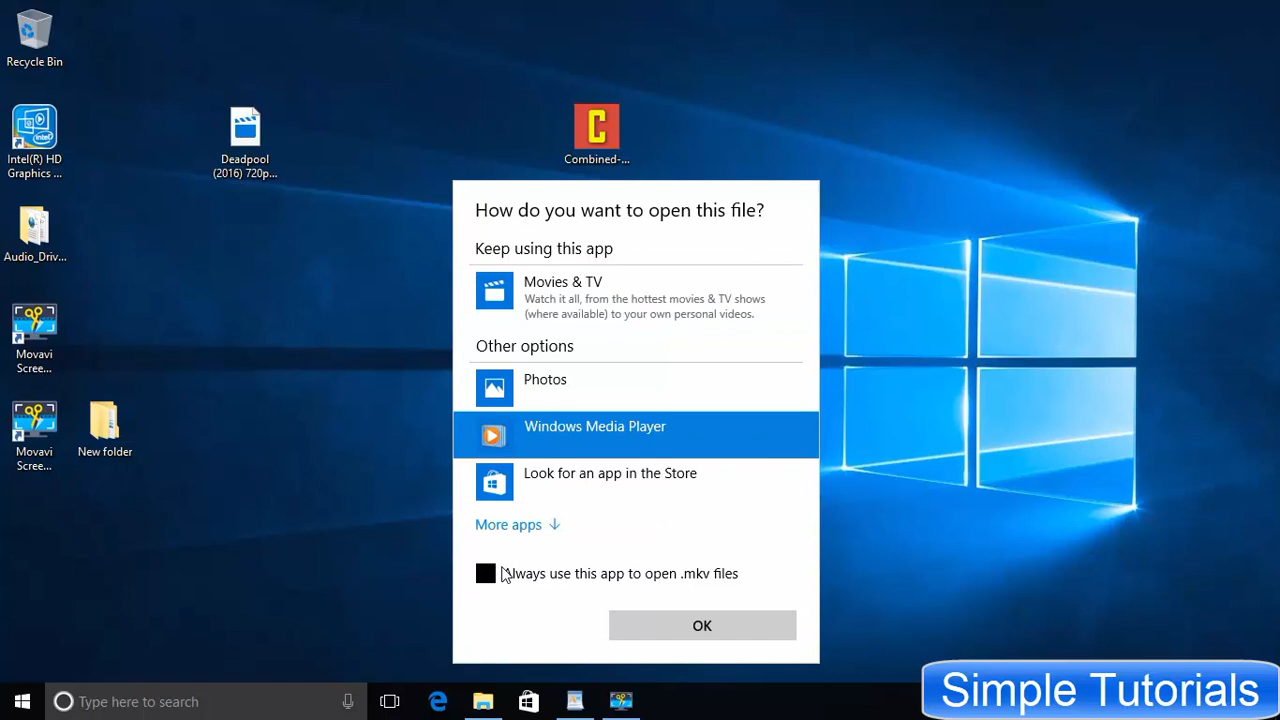 Recycle Bin
Intel(R) HD
Graphics ...
Audio_Driv...
Movavi
Scree...
Movavi
Scree...
New folder
Deadpool
(2016) 720p...
C
Combined-...
How do you want to open this file?
Keep using this app
Movies & TV
Watch it all, from the hottest movies & TV shows
(where available) to your own personal videos.
Other options
Photos
Windows Media Player
Look for an app in the Store
More apps
Always use this app to open .mkv files
OK
Type here to search
Simple Tutorials